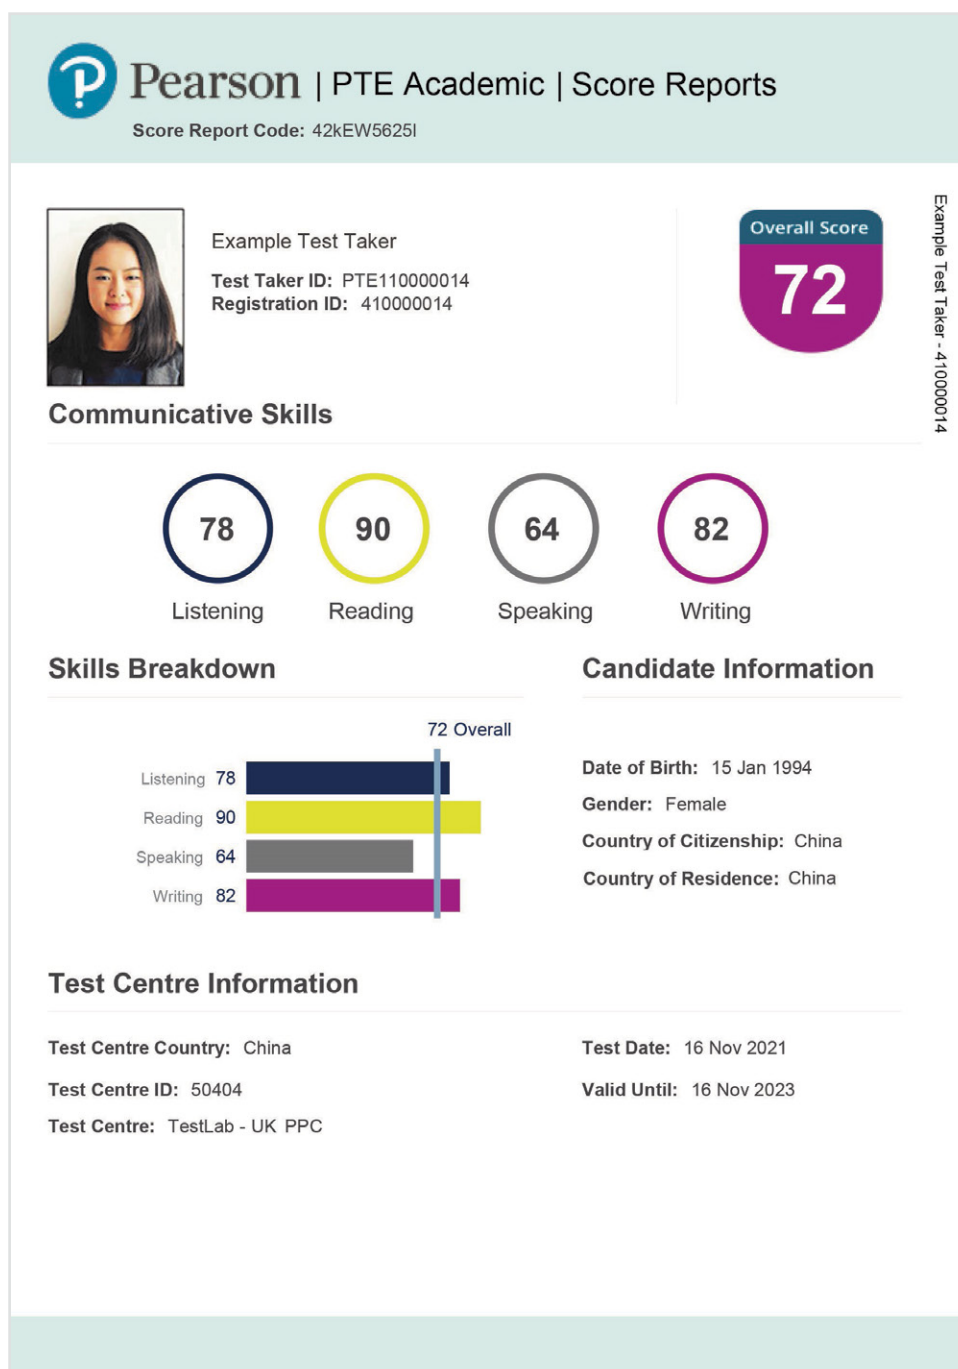 Pearson | PTE Academic | Score Reports
Score Report Code: 42kEW5625l
Example Test Taker
Test Taker ID: PTE110000014
Registration ID: 410000014
Overall Score
72
Example Test Taker - 410000014
Communicative Skills
78 90 64 82
Listening Reading Speaking Writing
Skills Breakdown
72 Overall
Listening 78
Reading 90
Speaking 64
Writing 82
Candidate Information
Date of Birth: 15 Jan 1994
Gender: Female
Country of Citizenship: China
Country of Residence: China
Test Centre Information
Test Centre Country: China
Test Centre ID: 50404
Test Centre: TestLab - UK PPC
Test Date: 16 Nov 2021
Valid Until: 16 Nov 2023